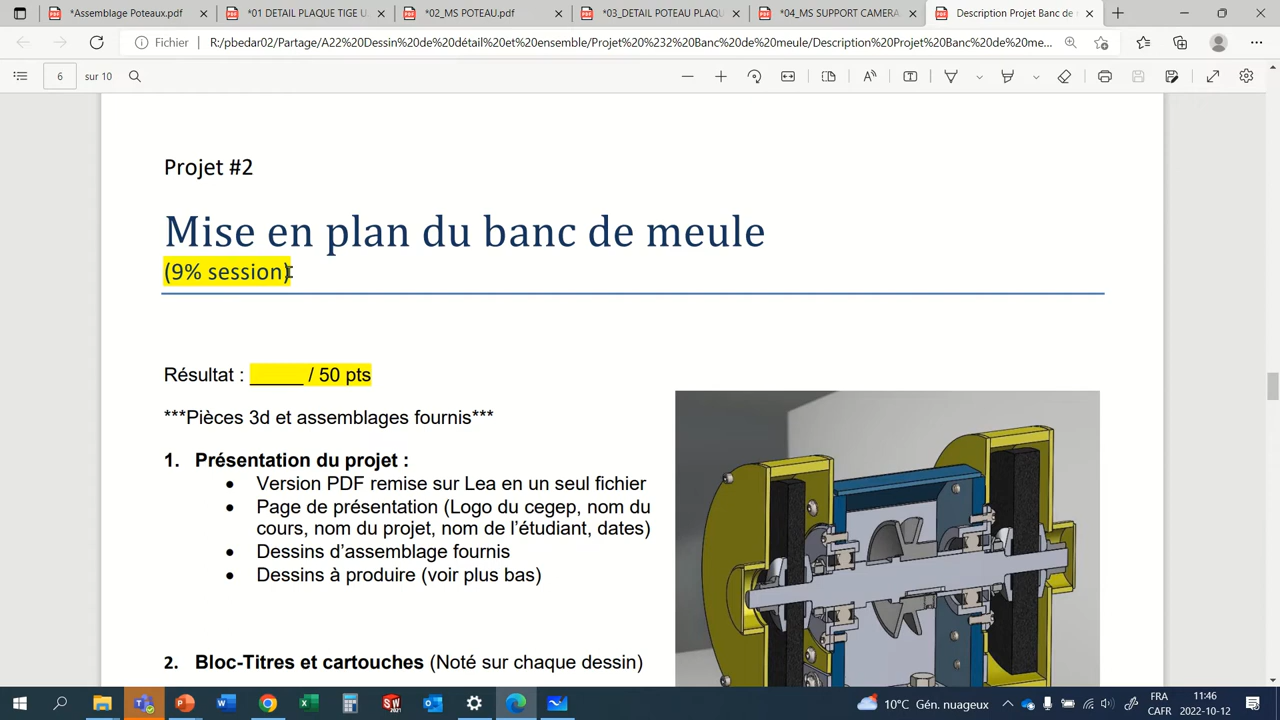 *Assemblage Poteaux.pdf
*01 DETAIL PLAQUE TIGE U
*02_MS POTEAU.pdf
*03_DETAIL POTEAU PLAQU
*04_MS SUPPORT CAMERA.
Description Projet Banc de
Fichier
R:/pbedar02/Partage/A22%20Dessin%20de%20détail%20et%20ensemble/Projet%20%232%20Banc%20de%20meule/Description%20Projet%20Banc%20de%20me...
6
sur 10
Projet #2
Mise en plan du banc de meule
(9% session)
Résultat : _____ / 50 pts
***Pièces 3d et assemblages fournis***
1. Présentation du projet :
• Version PDF remise sur Lea en un seul fichier
• Page de présentation (Logo du cegep, nom du
cours, nom du projet, nom de l'étudiant, dates)
• Dessins d'assemblage fournis
• Dessins à produire (voir plus bas)
2. Bloc-Titres et cartouches (Noté sur chaque dessin)
10°C Gén. nuageux
FRA
CAFR
11:46
2022-10-12